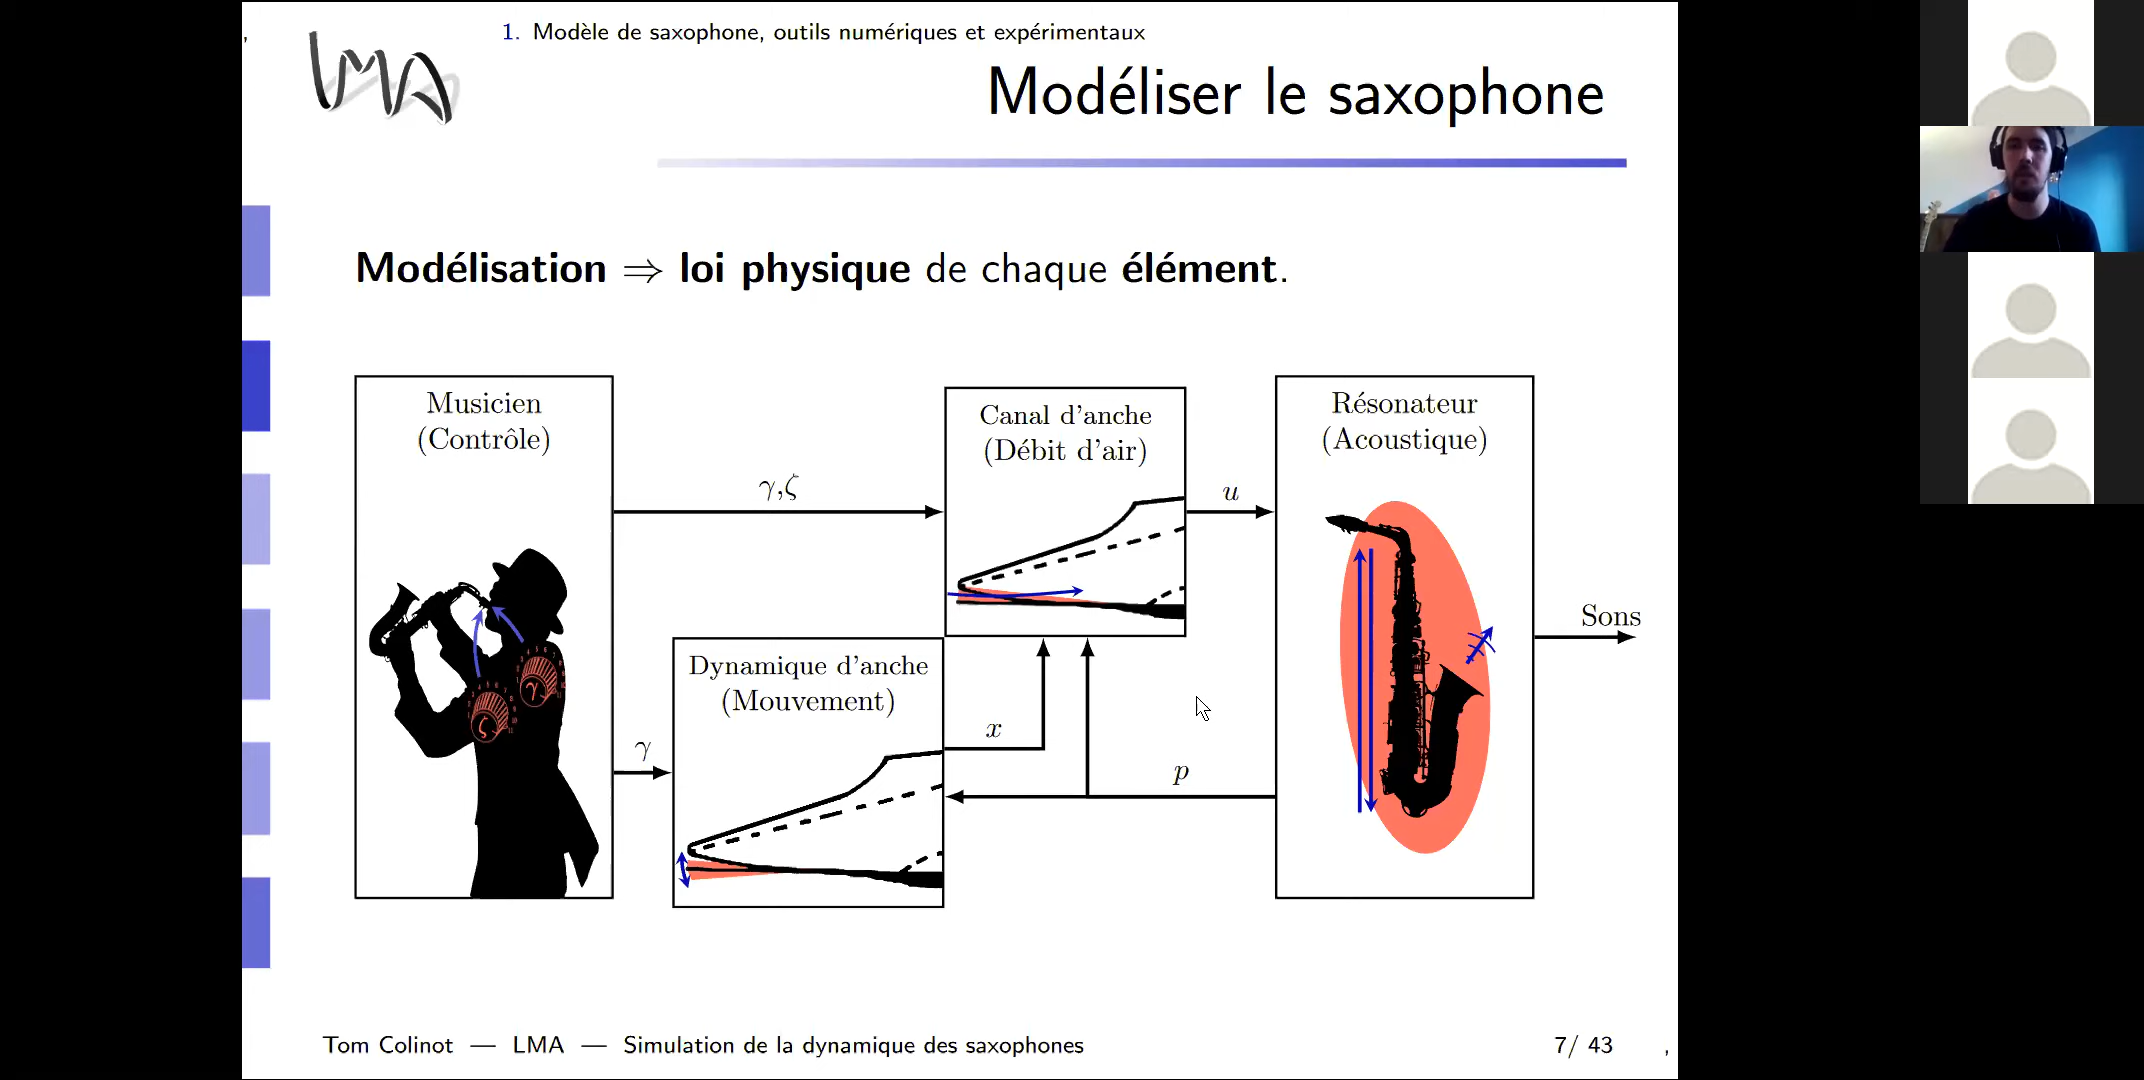 1. Modèle de saxophone, outils numériques et expérimentaux
LMA
Modéliser le saxophone
Modélisation ⇒ loi physique de chaque élément.
Musicien
(Contrôle)
γ,ζ
Canal d'anche
(Débit d'air)
u
Résonateur
(Acoustique)
Sons
Dynamique d'anche
(Mouvement)
γ
x
p
γ
ζ
Tom Colinot — LMA — Simulation de la dynamique des saxophones
7/ 43